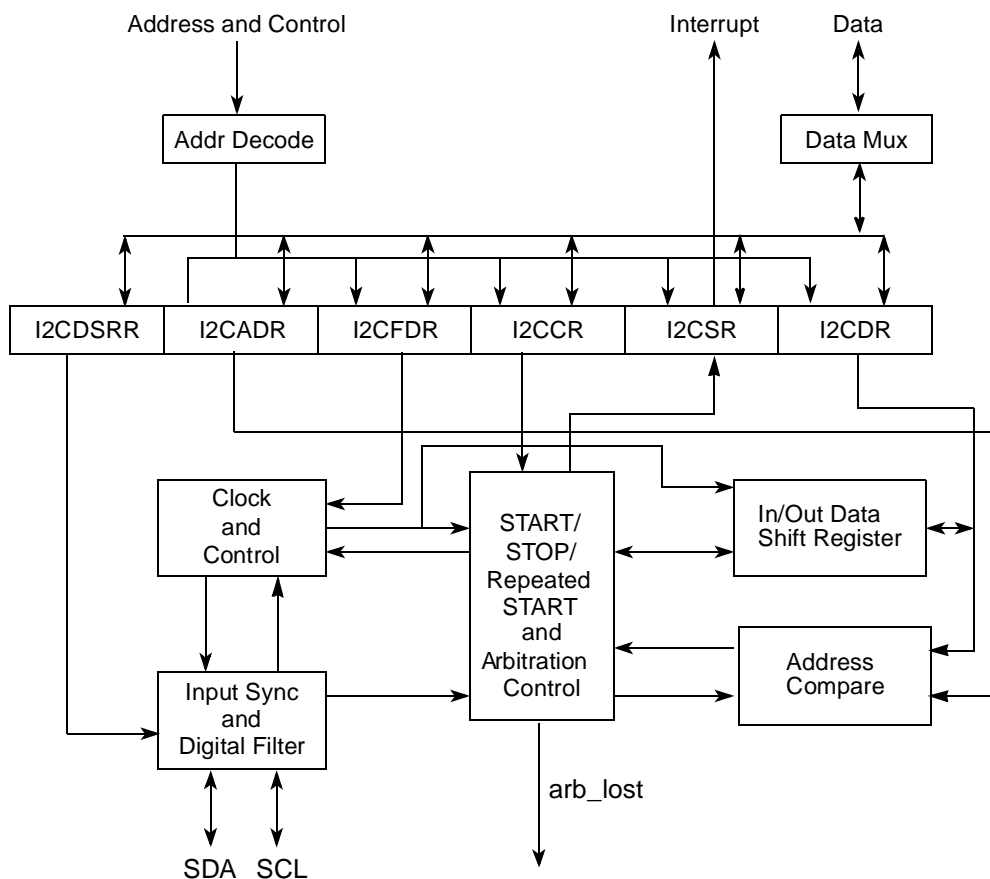 Address and Control
Interrupt
Data
Addr Decode
Data Mux
I2CDSRR
I2CADR
I2CFDR
I2CCR
I2CSR
I2CDR
Clock
and
Control
START/
STOP/
Repeated
START
and
Arbitration
Control
In/Out Data
Shift Register
Input Sync
and
Digital Filter
Address
Compare
arb_lost
SDA
SCL